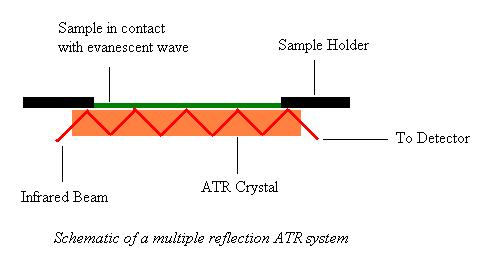 Sample in contact
with evanescent wave
Sample Holder
To Detector
ATR Crystal
Infrared Beam
Schematic of a multiple reflection ATR system